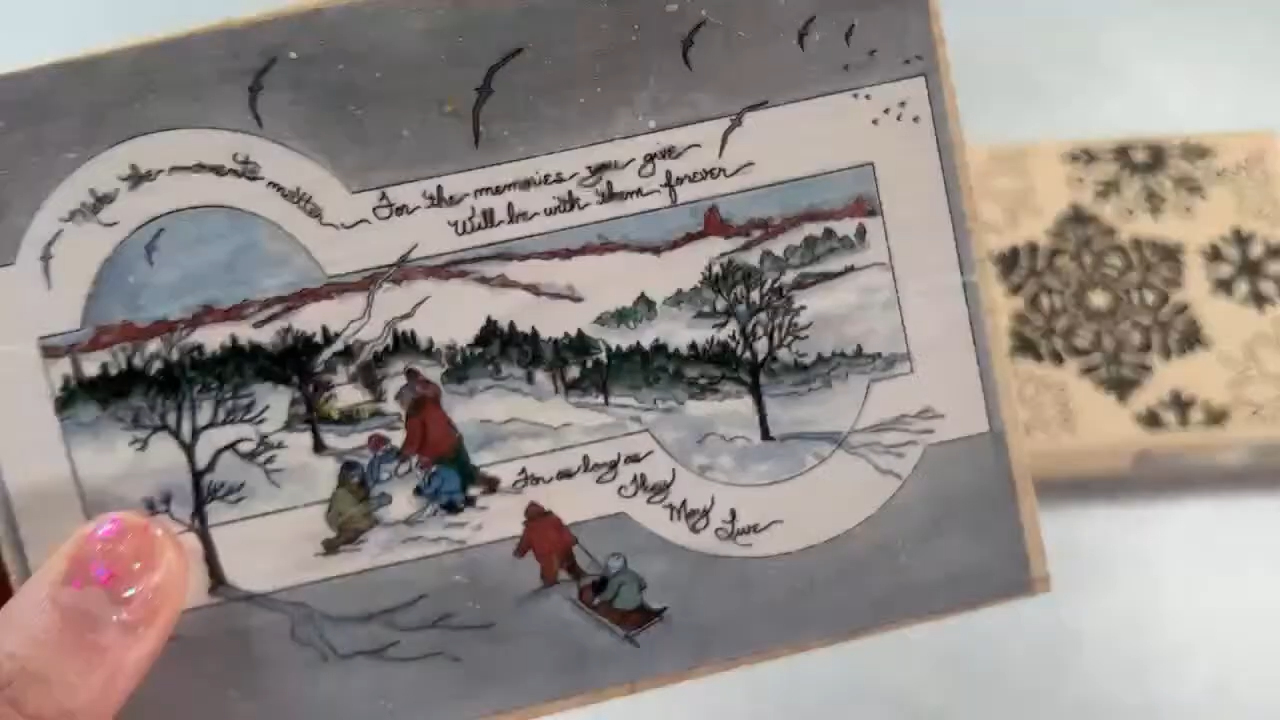 Make the moments matter
For the memories you give
Will be with them forever
For as long as
They
May
Live